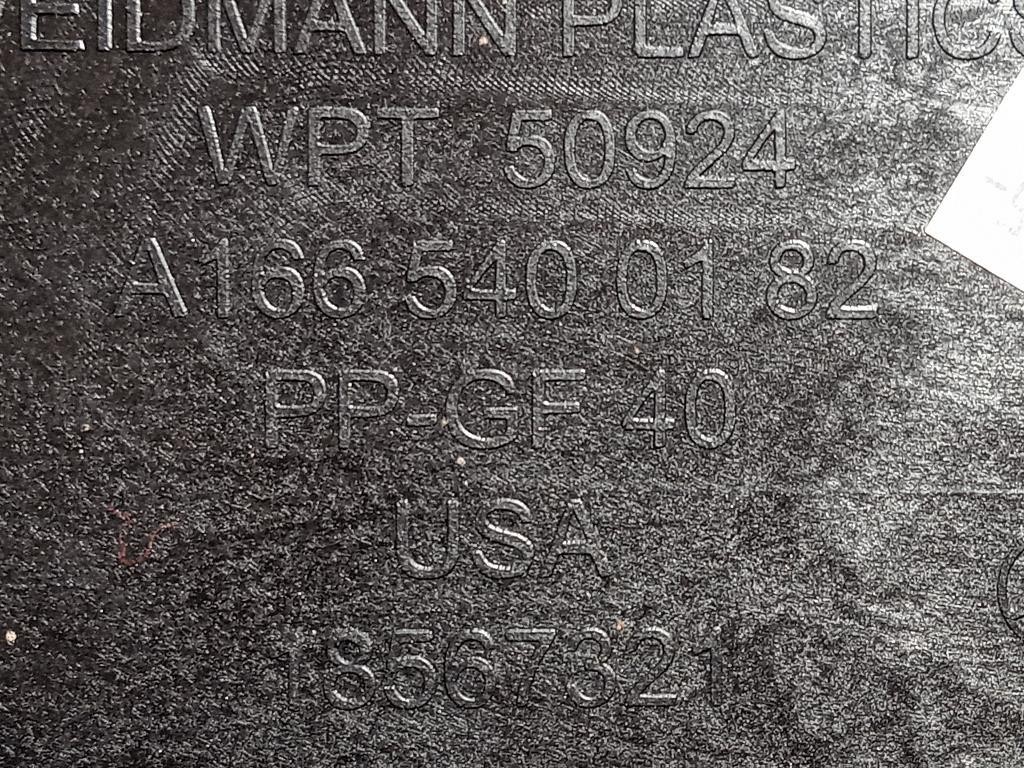 EIDMANN PLASTICS
WPT 50924
A 166 540 01 82
PP-GF 40
USA
18567321